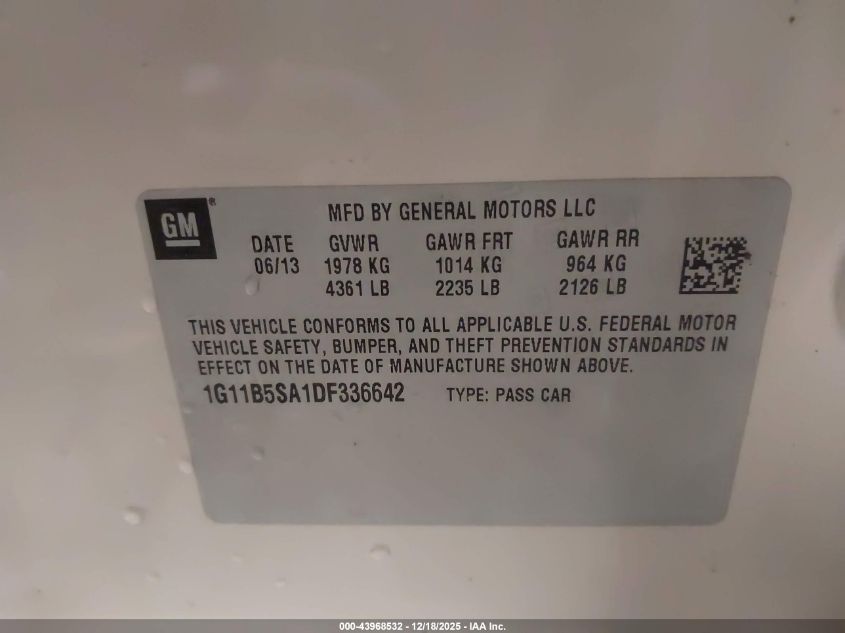 GM®
MFD BY GENERAL MOTORS LLC
DATE GVWR GAWR FRT GAWR RR
06/13 1978 KG 1014 KG 964 KG
4361 LB 2235 LB 2126 LB
THIS VEHICLE CONFORMS TO ALL APPLICABLE U.S. FEDERAL MOTOR
VEHICLE SAFETY, BUMPER, AND THEFT PREVENTION STANDARDS IN
EFFECT ON THE DATE OF MANUFACTURE SHOWN ABOVE.
1G11B5SA1DF336642 TYPE: PASS CAR
000-43968532 - 12/18/2025 - IAA Inc.